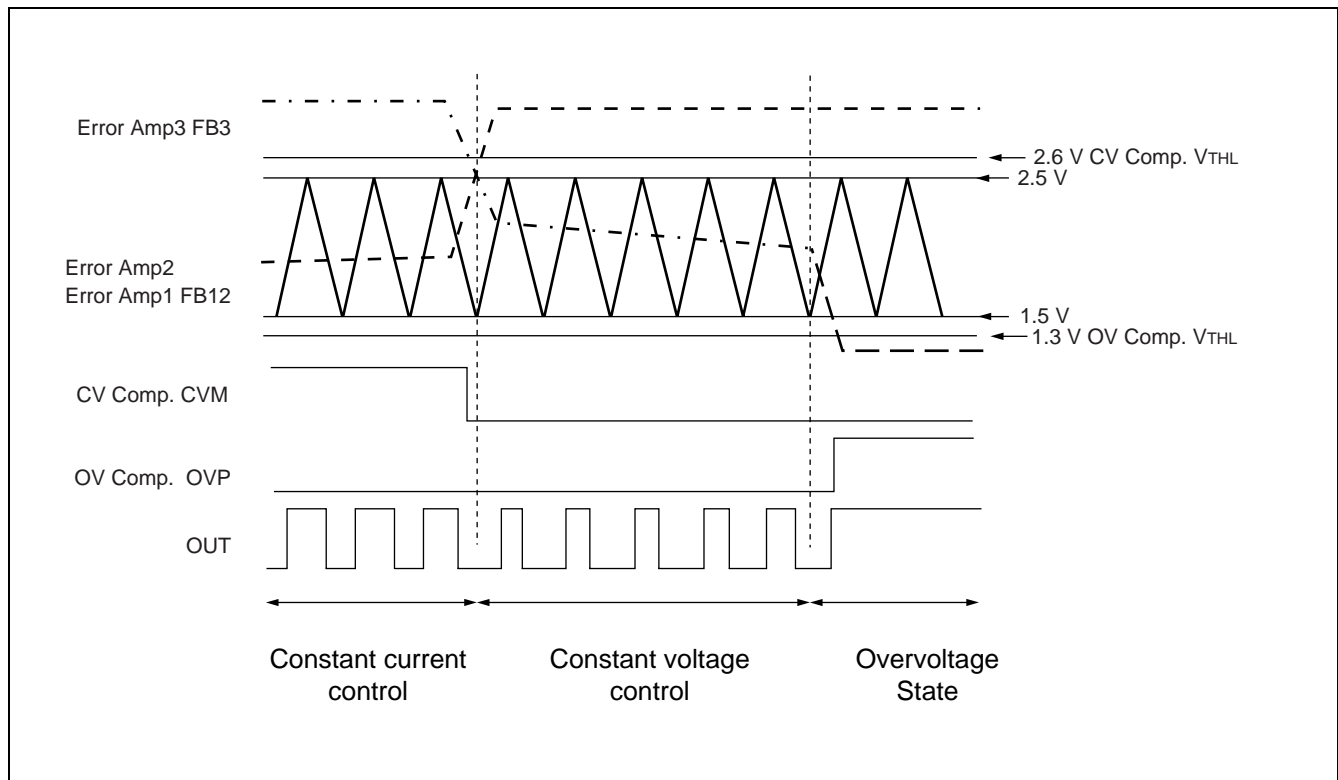 Error Amp3 FB3
2.6 V CV Comp. VTHL
2.5 V
Error Amp2
Error Amp1 FB12
1.5 V
1.3 V OV Comp. VTHL
CV Comp. CVM
OV Comp. OVP
OUT
Constant current
control
Constant voltage
control
Overvoltage
State